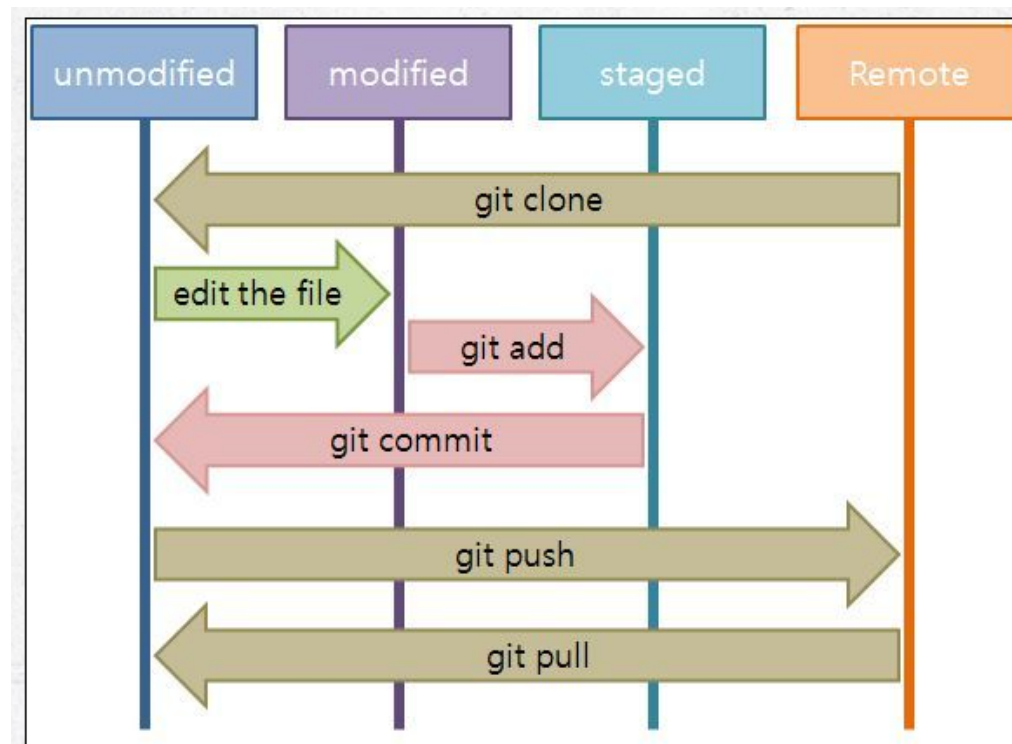 unmodified
modified
staged
Remote
git clone
edit the file
git add
git commit
git push
git pull